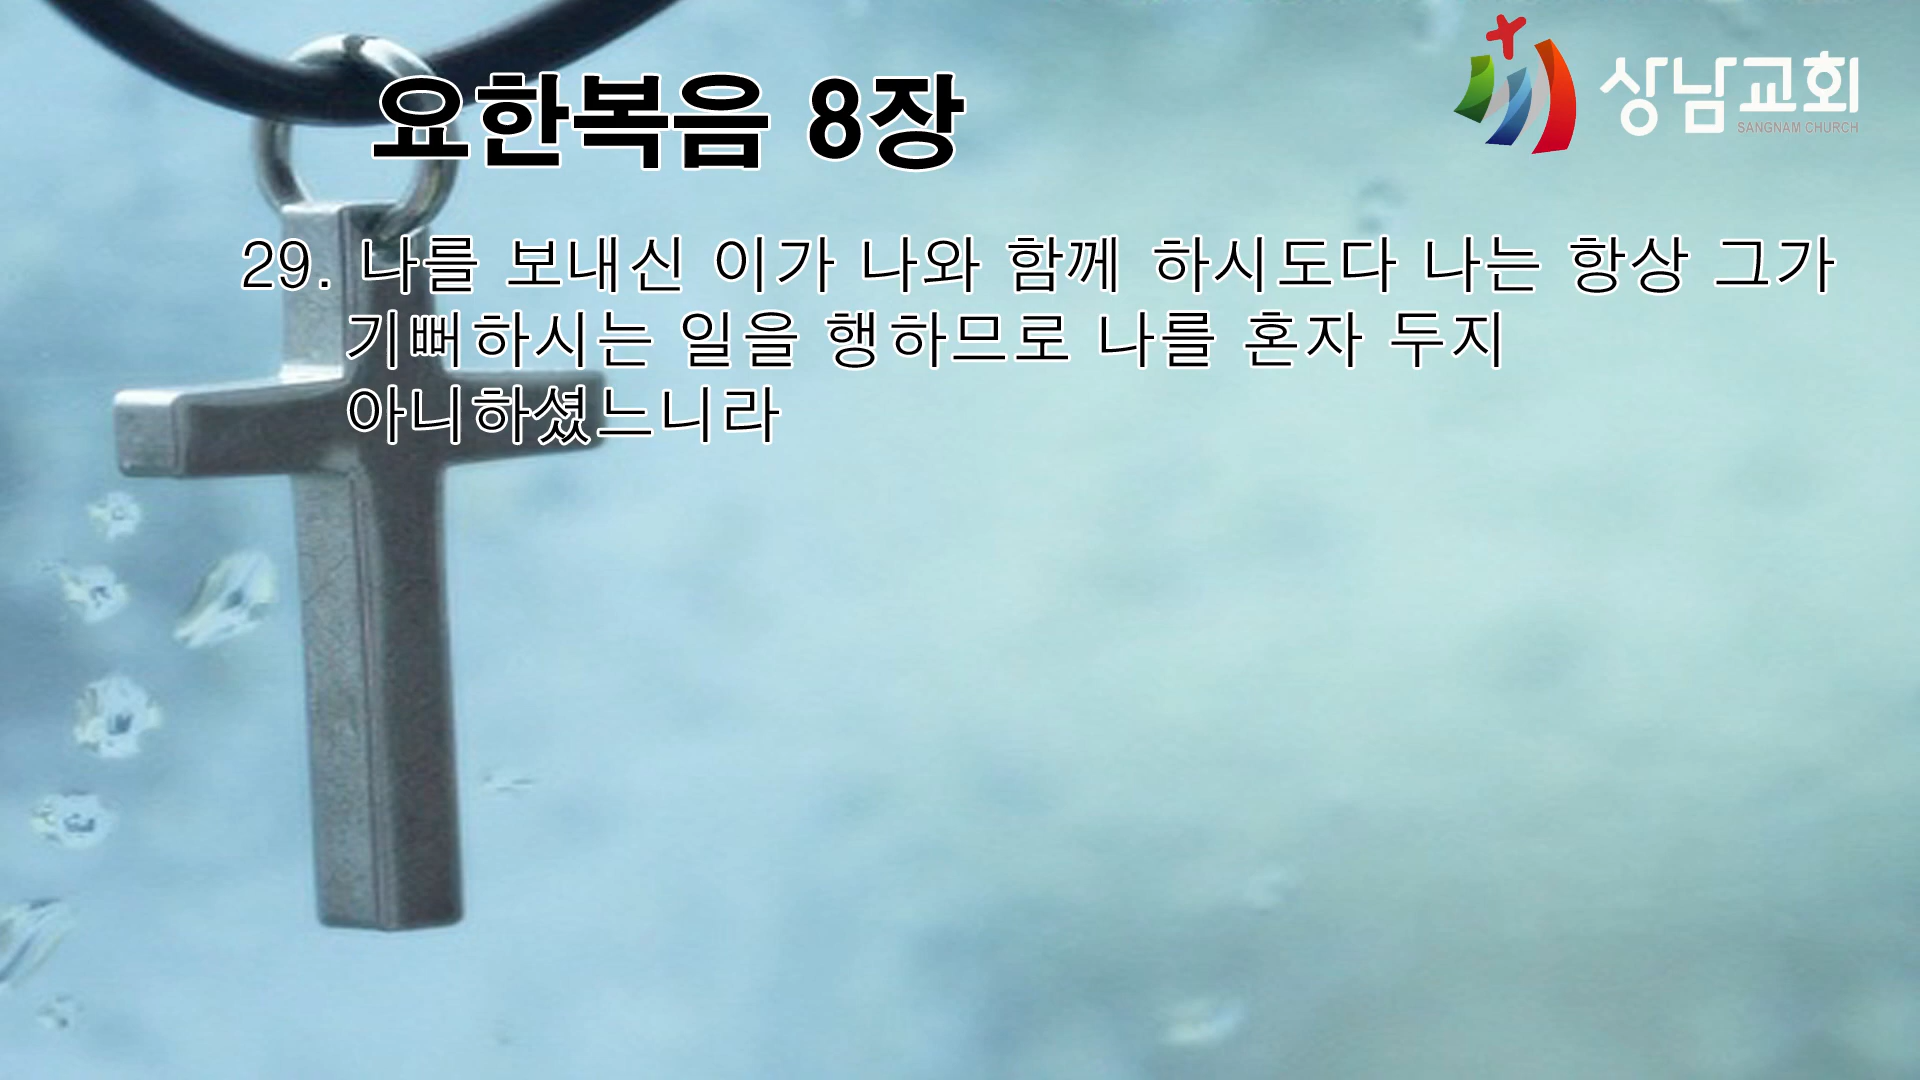 요한복음 8장
상남교회
SANGNAM CHURCH
29. 나를 보내신 이가 나와 함께 하시도다 나는 항상 그가
기뻐하시는 일을 행하므로 나를 혼자 두지
아니하셨느니라